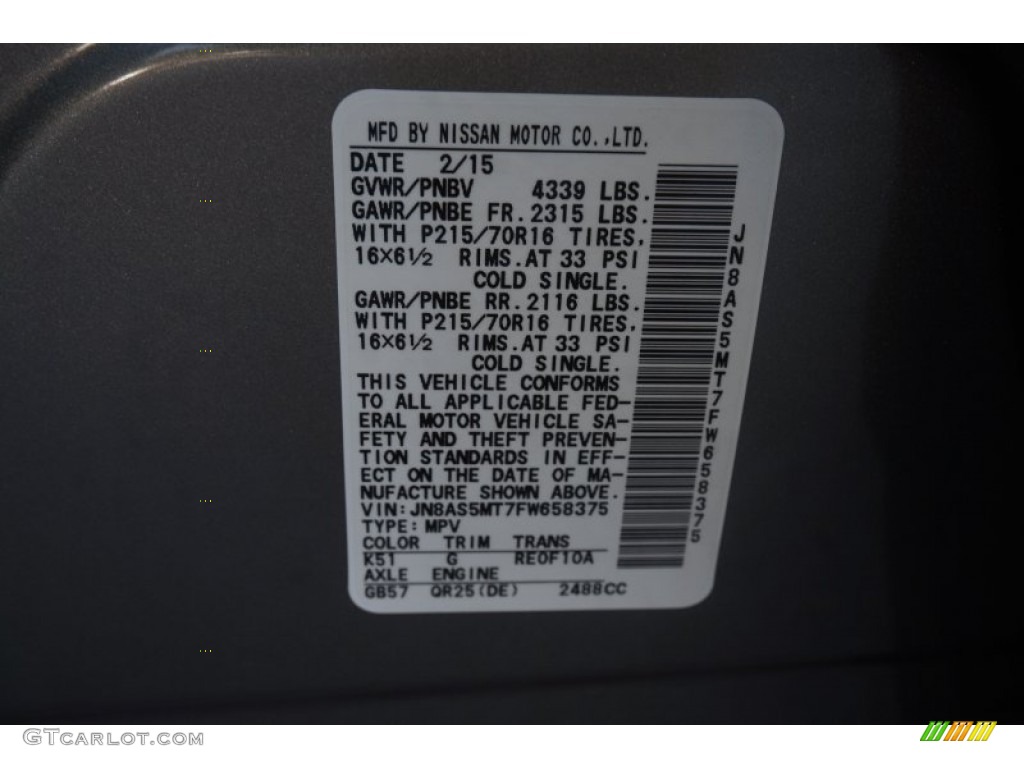 MFD BY NISSAN MOTOR CO.,LTD.
DATE 2/15
GVWR/PNBV 4339 LBS.
GAWR/PNBE FR.2315 LBS.
WITH P215/70R16 TIRES,
16×6½ RIMS.AT 33 PSI
COLD SINGLE.
GAWR/PNBE RR.2116 LBS.
WITH P215/70R16 TIRES,
16×6½ RIMS.AT 33 PSI
COLD SINGLE.
THIS VEHICLE CONFORMS
TO ALL APPLICABLE FED-
ERAL MOTOR VEHICLE SA-
FETY AND THEFT PREVEN-
TION STANDARDS IN EFF-
ECT ON THE DATE OF MA-
NUFACTURE SHOWN ABOVE.
VIN:JN8AS5MT7FW658375
TYPE:MPV
COLOR TRIM TRANS
K51 G RE0F10A
AXLE ENGINE
GB57 QR25(DE) 2488CC
JN8AS5MT7FW658375
GTCarlot.com